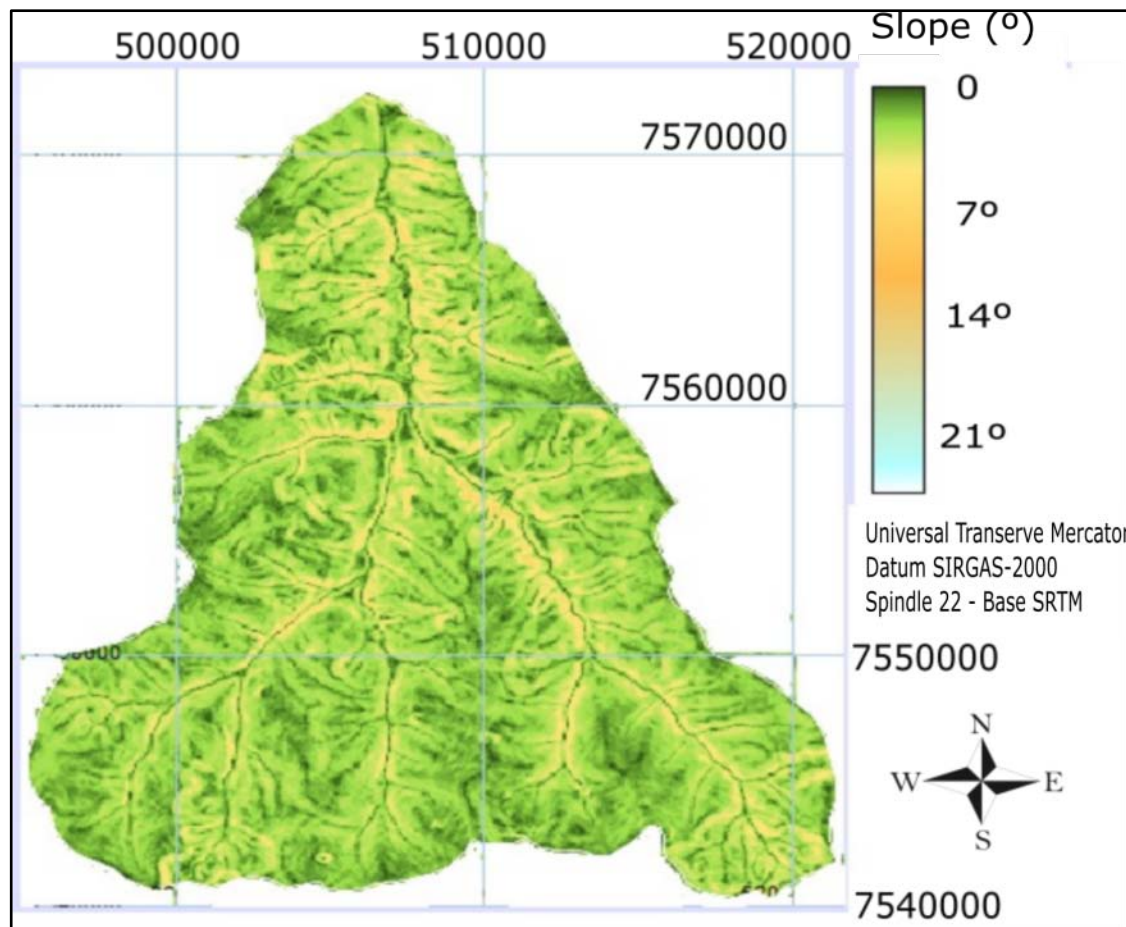 500000 510000 520000
Slope (º)
0
7570000
7º
14º
7560000
21º
Universal Transerve Mercator
Datum SIRGAS-2000
Spindle 22 - Base SRTM
7550000
N
W E
S
7540000